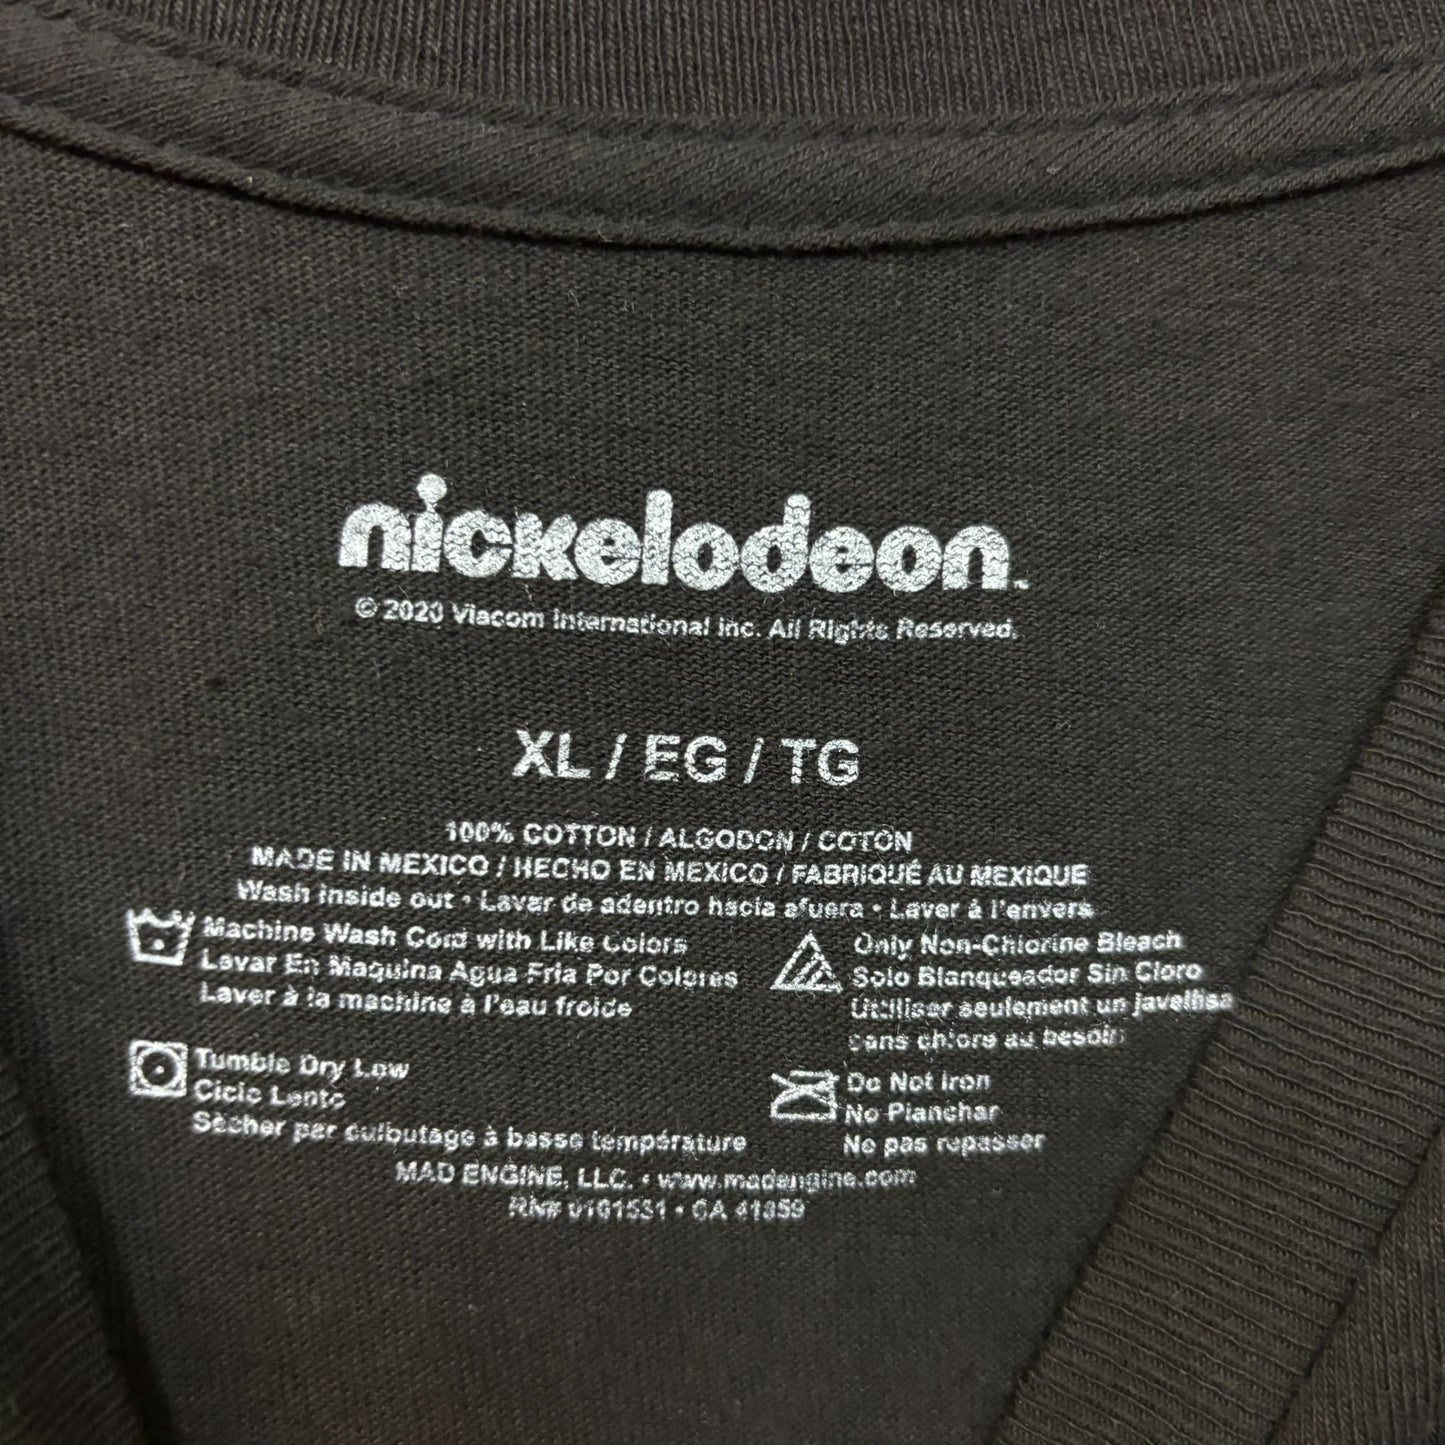 nickelodeon™
© 2020 Viacom International Inc. All Rights Reserved.
XL / EG / TG
100% COTTON / ALGODON / COTON
MADE IN MEXICO / HECHO EN MEXICO / FABRIQUÉ AU MEXIQUE
Wash inside out • Lavar de adentro hacia afuera • Laver à l'envers
Machine Wash Cold with Like Colors
Lavar En Maquina Agua Fria Por Colores
Laver à la machine à l'eau froide
Only Non-Chlorine Bleach
Solo Blanqueador Sin Cloro
Utiliser seulement un javellisa
sans chlore au besoin
Tumble Dry Low
Ciclo Lento
Sècher par culbutage à basse température
Do Not Iron
No Planchar
Ne pas repasser
MAD ENGINE, LLC. • www.madengine.com
RN# 0101531 • CA 41859